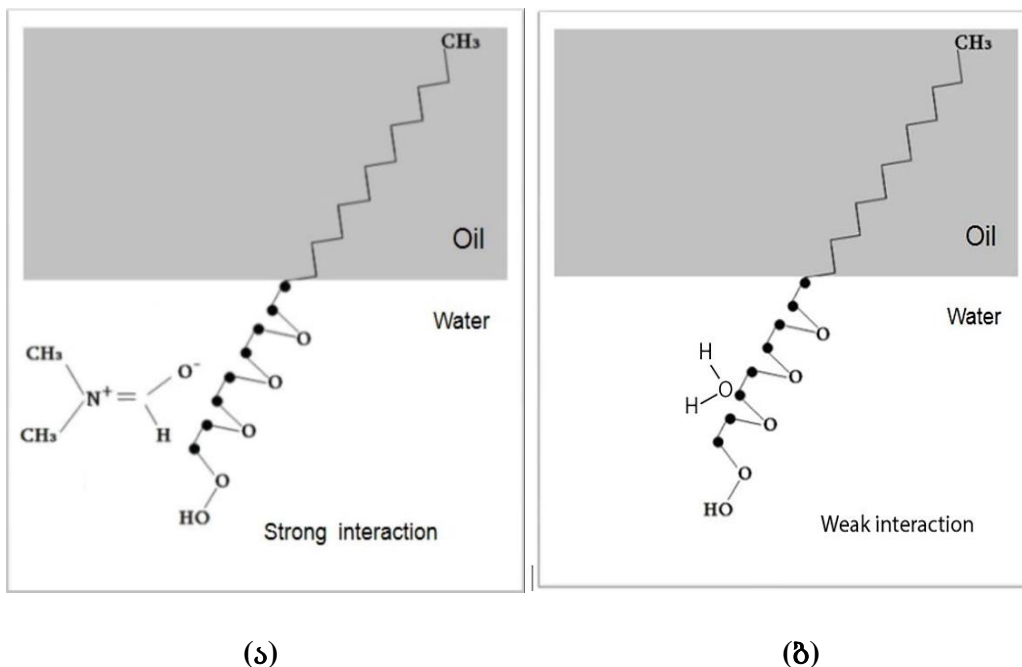 CH₃
Oil
Water
O
CH₃
O⁻
N⁺
=
O
H
CH₃
O
O
HO
Strong interaction
(ა)
CH₃
Oil
Water
O
H
O
H
O
O
O
HO
Weak interaction
(ბ)